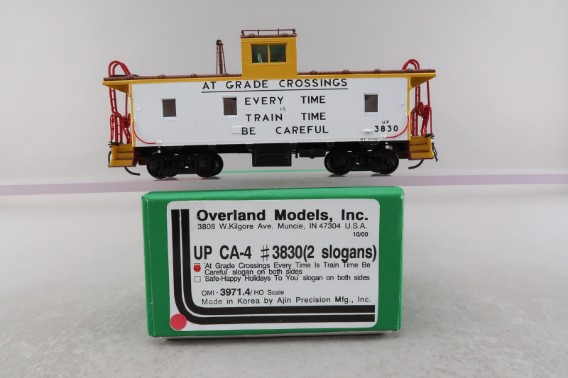 AT GRADE CROSSINGS
EVERY TIME
IS
TRAIN TIME
BE CAREFUL
UP
3830
Overland Models, Inc.
3808 W.Kilgore Ave. Muncie, IN 47304 U.S.A.
10/00
UP CA-4 #3830(2 slogans)
'At Grade Crossings Every Time Is Train Time Be
Careful' slogan on both sides
'Safe-Happy Holidays To You' slogan on both sides
OMI-3971.4/HO Scale
Made in Korea by Ajin Precision Mfg., Inc.